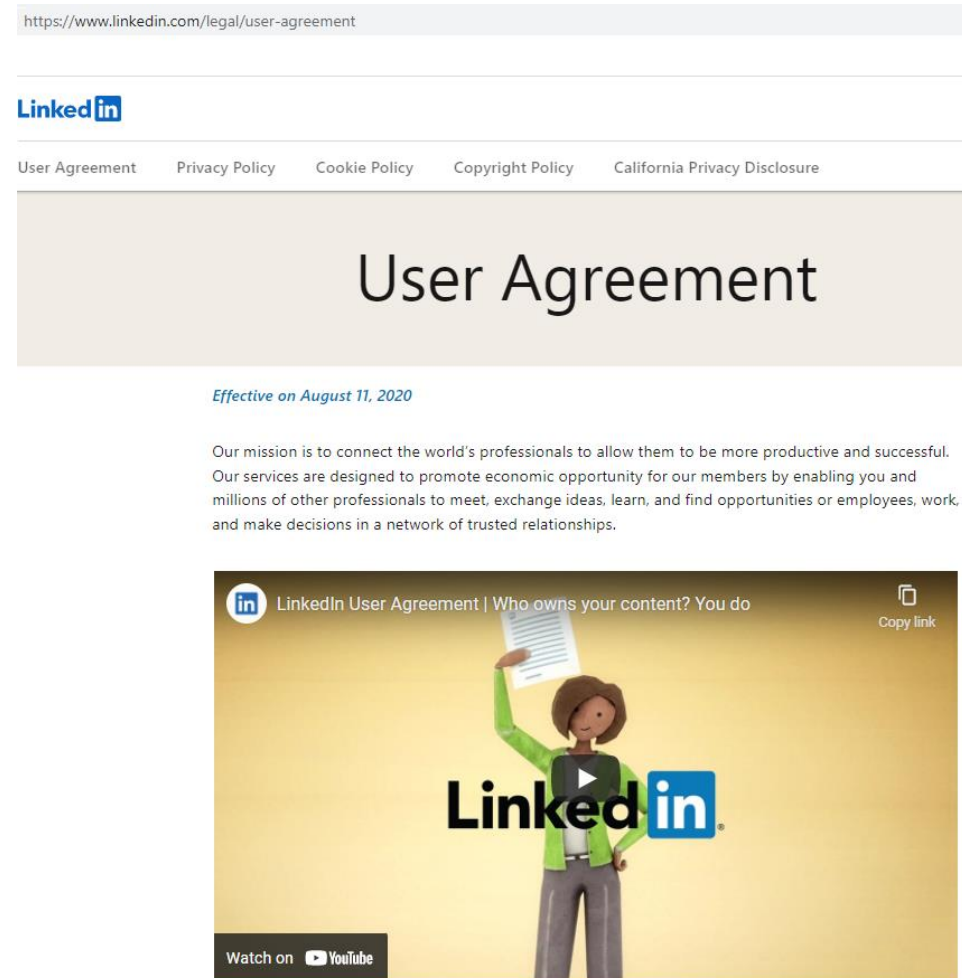 https://www.linkedin.com/legal/user-agreement
Linked in
User Agreement Privacy Policy Cookie Policy Copyright Policy California Privacy Disclosure
User Agreement
Effective on August 11, 2020
Our mission is to connect the world’s professionals to allow them to be more productive and successful.
Our services are designed to promote economic opportunity for our members by enabling you and
millions of other professionals to meet, exchange ideas, learn, and find opportunities or employees, work,
and make decisions in a network of trusted relationships.
in LinkedIn User Agreement | Who owns your content? You do
Copy link
Linked in®
Watch on YouTube